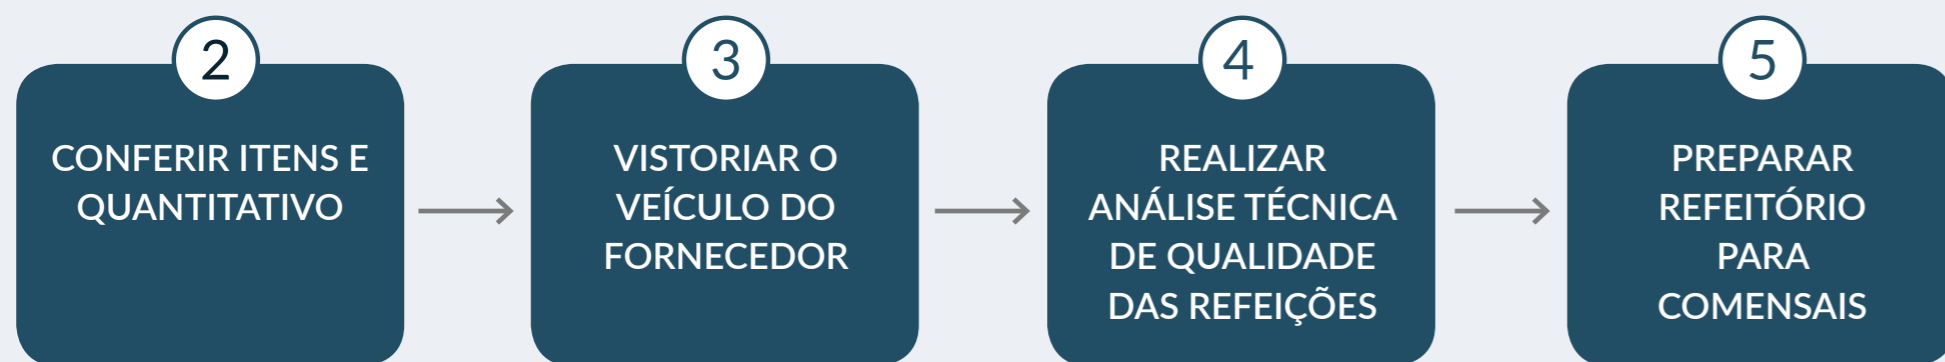 2
CONFERIR ITENS E
QUANTITATIVO
3
VISTORIAR O
VEÍCULO DO
FORNECEDOR
4
REALIZAR
ANÁLISE TÉCNICA
DE QUALIDADE
DAS REFEIÇÕES
5
PREPARAR
REFEITÓRIO
PARA
COMENSAIS